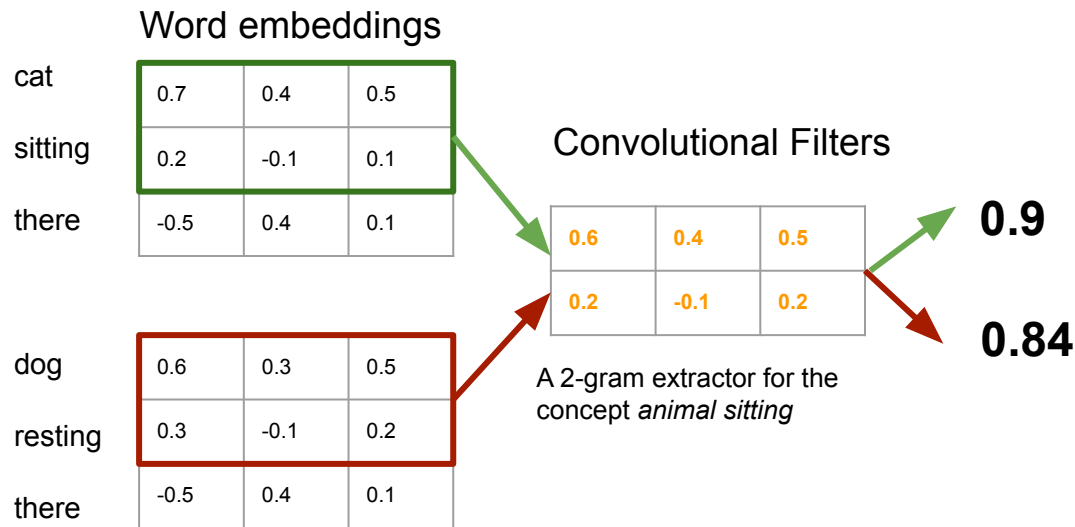 Word embeddings
cat 0.7 0.4 0.5
sitting 0.2 -0.1 0.1
there -0.5 0.4 0.1
Convolutional Filters
0.6 0.4 0.5
0.2 -0.1 0.2
0.9
0.84
A 2-gram extractor for the
concept animal sitting
dog 0.6 0.3 0.5
resting 0.3 -0.1 0.2
there -0.5 0.4 0.1